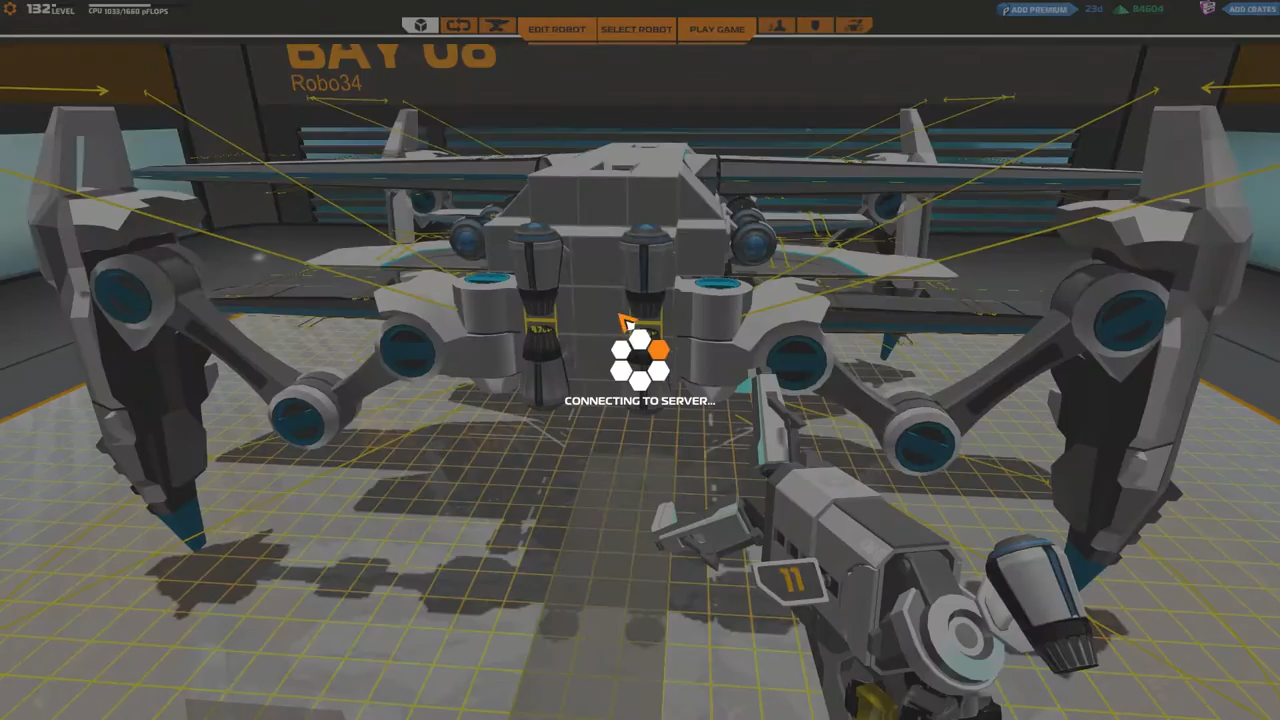 132 LEVEL
CPU 1033/1660 pFLOPS
ADD PREMIUM
23d
84604
ADD CRATES
EDIT ROBOT
SELECT ROBOT
PLAY GAME
BAY 08
Robo34
CONNECTING TO SERVER...
11